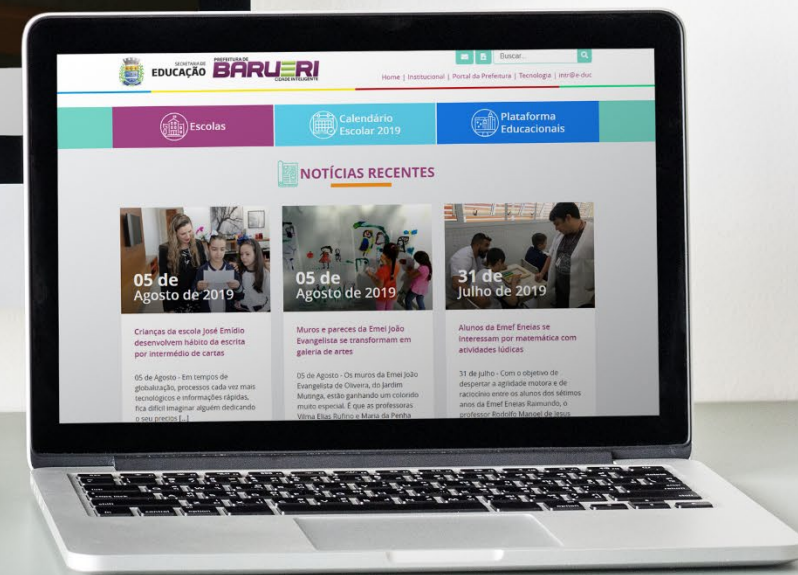 SECRETARIA DE
EDUCAÇÃO
PREFEITURA DE
BARUERI
CIDADE INTELIGENTE
Buscar...
Home | Institucional | Portal da Prefeitura | Tecnologia | intr@e-duc
Escolas
Calendário
Escolar 2019
Plataforma
Educacionais
NOTÍCIAS RECENTES
05 de
Agosto de 2019
Crianças da escola José Emídio
desenvolvem hábito da escrita
por intermédio de cartas
05 de Agosto - Em tempos de
globalização, processos cada vez mais
tecnológicos e informações rápidas,
fica difícil imaginar alguém dedicando
o seu precios [...]
05 de
Agosto de 2019
Muros e pareces da Emei João
Evangelista se transformam em
galeria de artes
05 de Agosto - Os muros da Emei João
Evangelista de Oliveira, do Jardim
Mutinga, estão ganhando um colorido
muito especial. É que as professoras
Vilma Elias Rufino e Maria da Penha
31 de
Julho de 2019
Alunos da Emef Eneias se
interessam por matemática com
atividades lúdicas
31 de julho - Com o objetivo de
despertar a agilidade motora e de
raciocínio entre os alunos dos sétimos
anos da Emef Eneias Raimundo, o
professor Rodolfo Manoel de Jesus